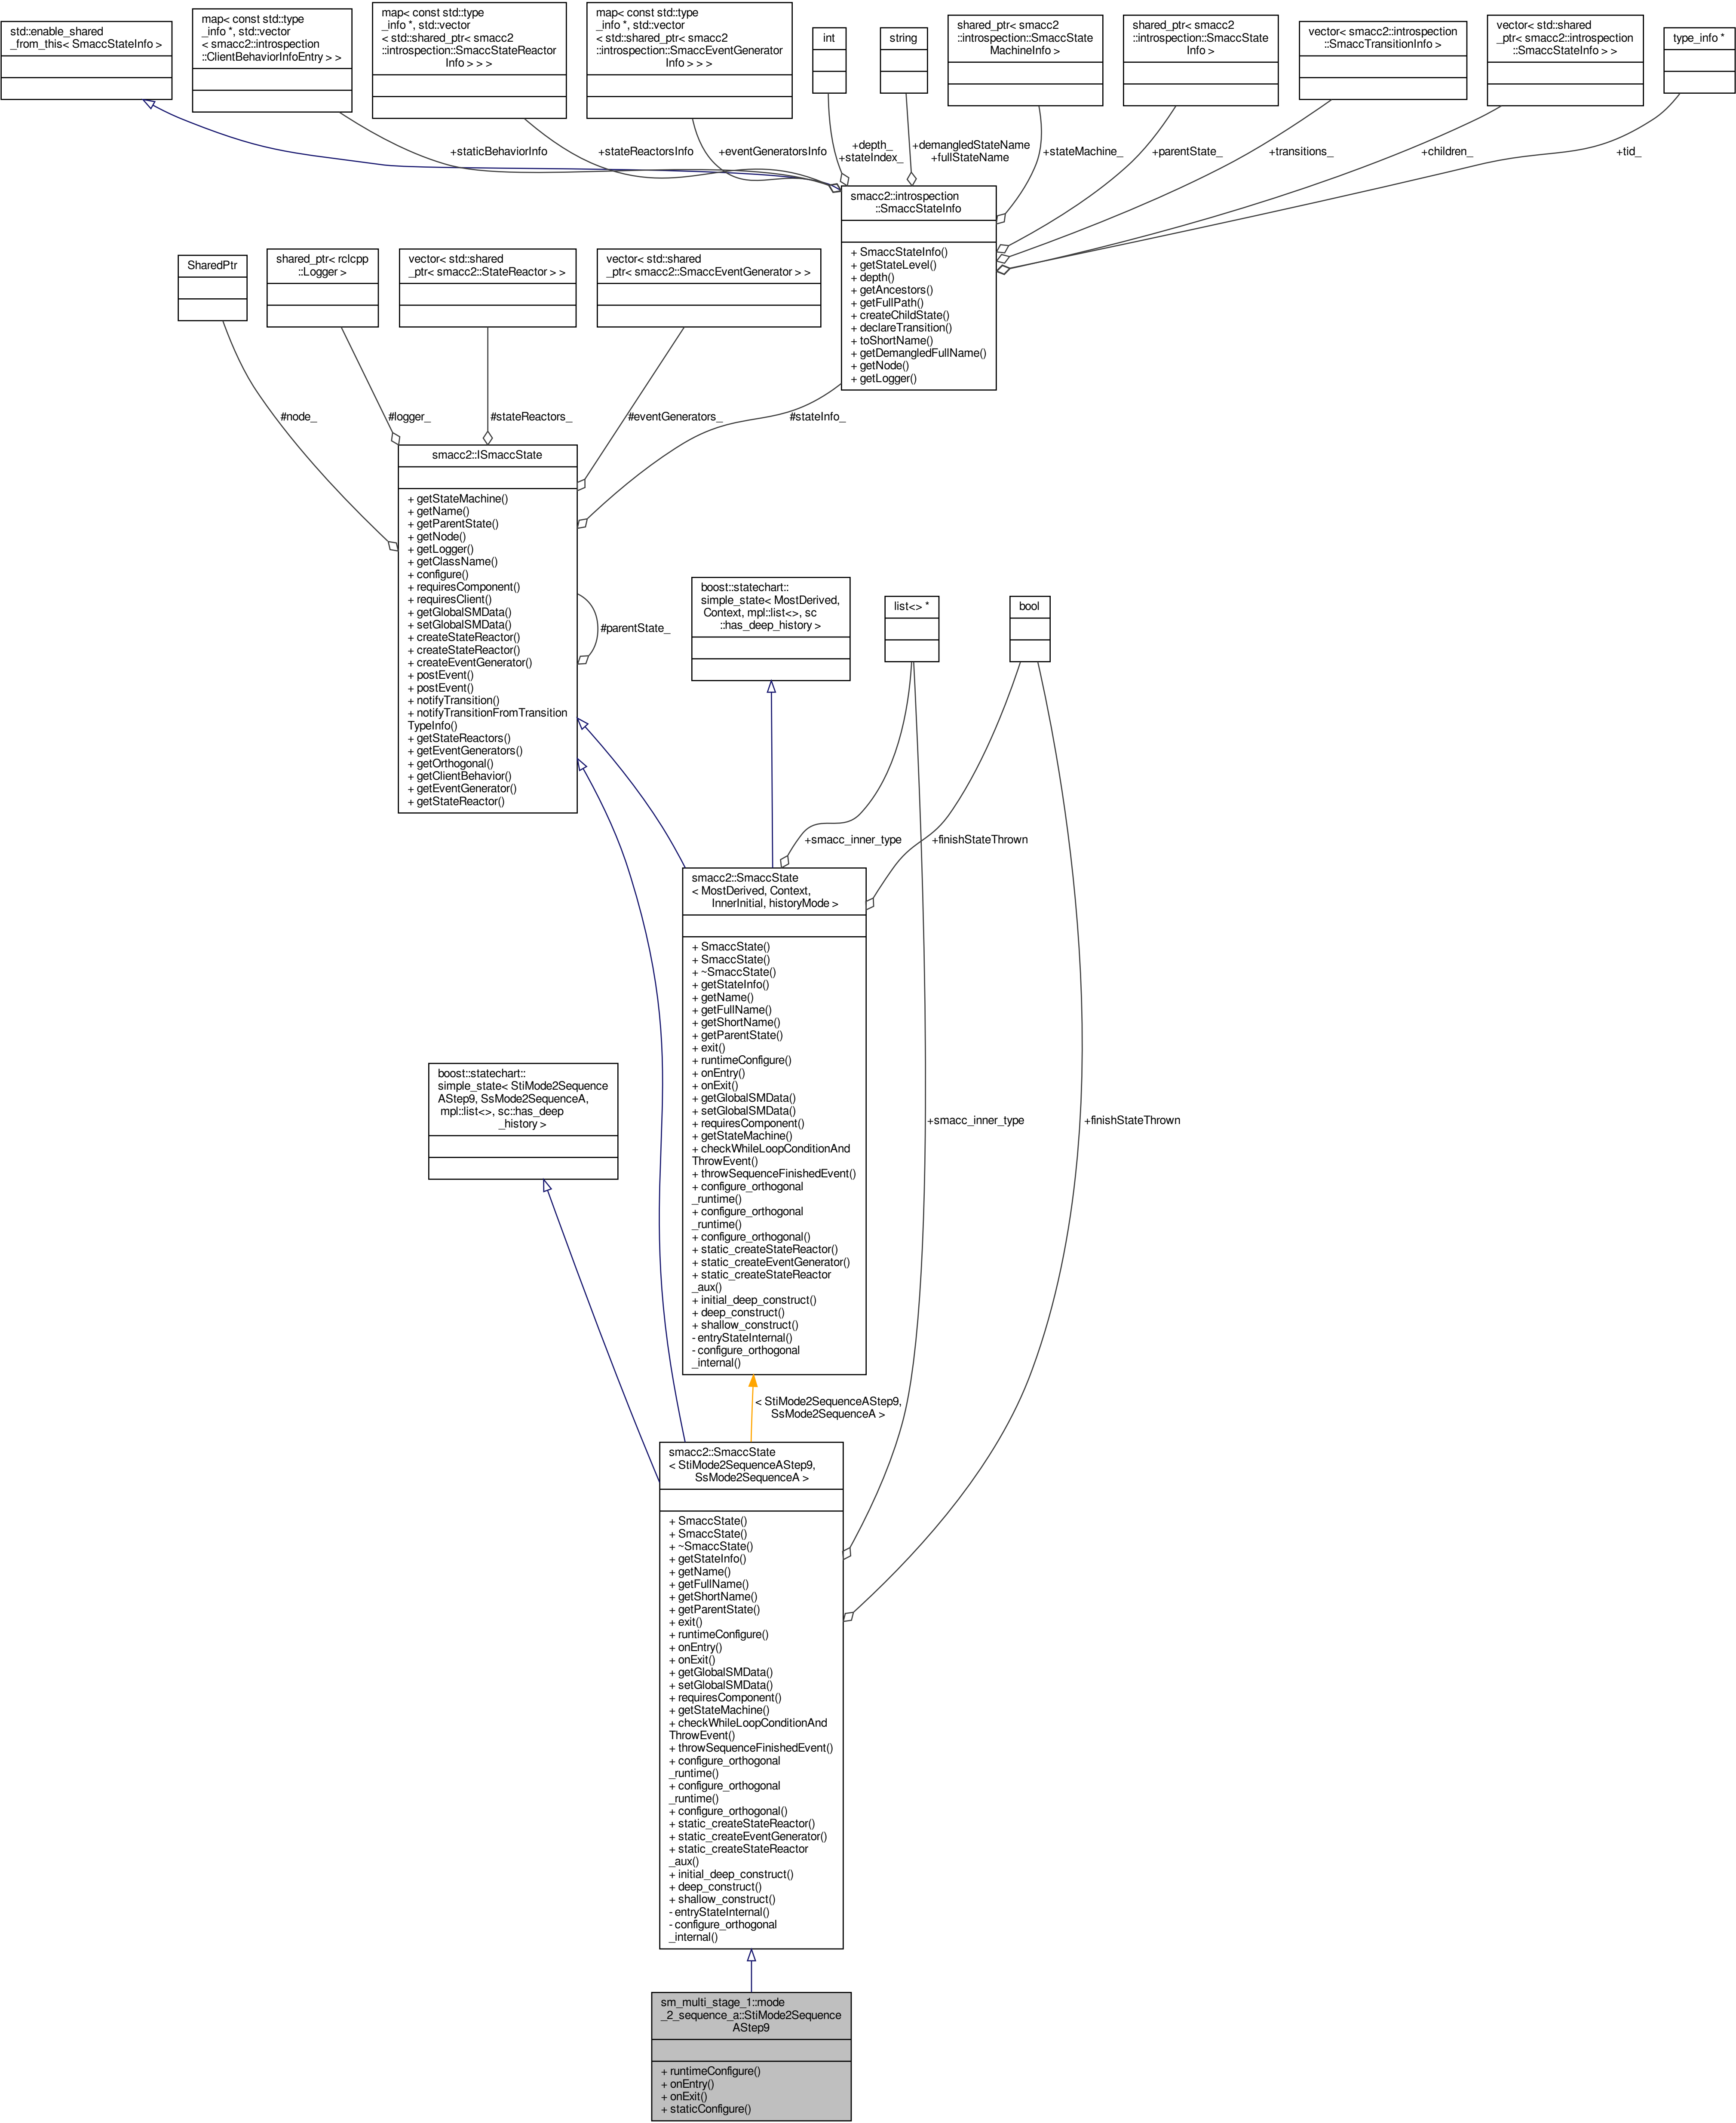 std::enable_shared
_from_this< SmaccStateInfo >
map< const std::type
_info *, std::vector
< smacc2::introspection
::ClientBehaviorInfoEntry > >
map< const std::type
_info *, std::vector
< std::shared_ptr< smacc2
::introspection::SmaccStateReactor
Info > > >
map< const std::type
_info *, std::vector
< std::shared_ptr< smacc2
::introspection::SmaccEventGenerator
Info > > >
int
string
shared_ptr< smacc2
::introspection::SmaccState
MachineInfo >
shared_ptr< smacc2
::introspection::SmaccState
Info >
vector< smacc2::introspection
::SmaccTransitionInfo >
vector< std::shared
_ptr< smacc2::introspection
::SmaccStateInfo > >
type_info *
+staticBehaviorInfo
+stateReactorsInfo
+eventGeneratorsInfo
+depth_
+stateIndex_
+demangledStateName
+fullStateName
+stateMachine_
+parentState_
+transitions_
+children_
+tid_
smacc2::introspection
::SmaccStateInfo
+ SmaccStateInfo()
+ getStateLevel()
+ depth()
+ getAncestors()
+ getFullPath()
+ createChildState()
+ declareTransition()
+ toShortName()
+ getDemangledFullName()
+ getNode()
+ getLogger()
SharedPtr
shared_ptr< rclcpp
::Logger >
vector< std::shared
_ptr< smacc2::StateReactor > >
vector< std::shared
_ptr< smacc2::SmaccEventGenerator > >
#node_
#logger_
#stateReactors_
#eventGenerators_
#stateInfo_
smacc2::ISmaccState
+ getStateMachine()
+ getName()
+ getParentState()
+ getNode()
+ getLogger()
+ getClassName()
+ configure()
+ requiresComponent()
+ requiresClient()
+ getGlobalSMData()
+ setGlobalSMData()
+ createStateReactor()
+ createStateReactor()
+ createEventGenerator()
+ postEvent()
+ postEvent()
+ notifyTransition()
+ notifyTransitionFromTransition
TypeInfo()
+ getStateReactors()
+ getEventGenerators()
+ getOrthogonal()
+ getClientBehavior()
+ getEventGenerator()
+ getStateReactor()
#parentState_
boost::statechart::
simple_state< MostDerived,
Context, mpl::list<>, sc
::has_deep_history >
list<> *
bool
+smacc_inner_type
+finishStateThrown
smacc2::SmaccState
< MostDerived, Context,
InnerInitial, historyMode >
+ SmaccState()
+ SmaccState()
+ ~SmaccState()
+ getStateInfo()
+ getName()
+ getFullName()
+ getShortName()
+ getParentState()
+ exit()
+ runtimeConfigure()
+ onEntry()
+ onExit()
+ getGlobalSMData()
+ setGlobalSMData()
+ requiresComponent()
+ getStateMachine()
+ checkWhileLoopConditionAnd
ThrowEvent()
+ throwSequenceFinishedEvent()
+ configure_orthogonal
_runtime()
+ configure_orthogonal
_runtime()
+ configure_orthogonal()
+ static_createStateReactor()
+ static_createEventGenerator()
+ static_createStateReactor
_aux()
+ initial_deep_construct()
+ deep_construct()
+ shallow_construct()
- entryStateInternal()
- configure_orthogonal
_internal()
boost::statechart::
simple_state< StiMode2Sequence
AStep9, SsMode2SequenceA,
mpl::list<>, sc::has_deep
_history >
+smacc_inner_type
+finishStateThrown
< StiMode2SequenceAStep9,
SsMode2SequenceA >
smacc2::SmaccState
< StiMode2SequenceAStep9,
SsMode2SequenceA >
+ SmaccState()
+ SmaccState()
+ ~SmaccState()
+ getStateInfo()
+ getName()
+ getFullName()
+ getShortName()
+ getParentState()
+ exit()
+ runtimeConfigure()
+ onEntry()
+ onExit()
+ getGlobalSMData()
+ setGlobalSMData()
+ requiresComponent()
+ getStateMachine()
+ checkWhileLoopConditionAnd
ThrowEvent()
+ throwSequenceFinishedEvent()
+ configure_orthogonal
_runtime()
+ configure_orthogonal
_runtime()
+ configure_orthogonal()
+ static_createStateReactor()
+ static_createEventGenerator()
+ static_createStateReactor
_aux()
+ initial_deep_construct()
+ deep_construct()
+ shallow_construct()
- entryStateInternal()
- configure_orthogonal
_internal()
sm_multi_stage_1::mode
_2_sequence_a::StiMode2Sequence
AStep9
+ runtimeConfigure()
+ onEntry()
+ onExit()
+ staticConfigure()